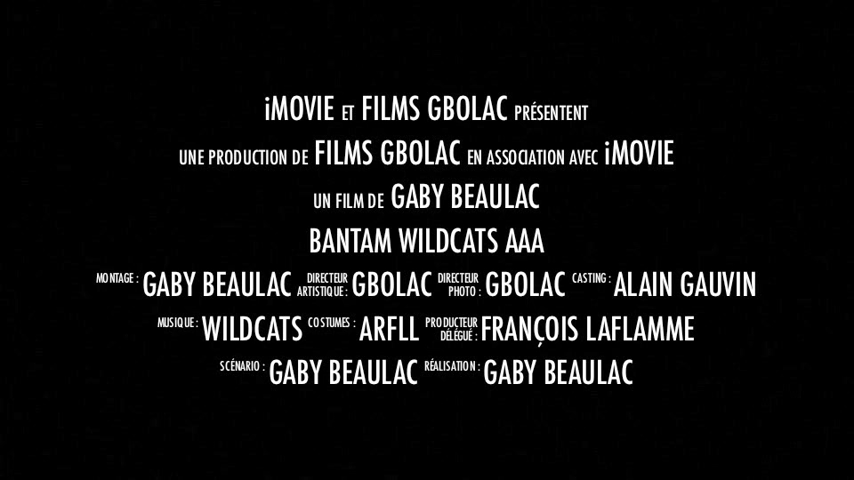 iMOVIE ET FILMS GBOLAC PRÉSENTENT
UNE PRODUCTION DE FILMS GBOLAC EN ASSOCIATION AVEC iMOVIE
UN FILM DE GABY BEAULAC
BANTAM WILDCATS AAA
MONTAGE : GABY BEAULAC DIRECTEUR ARTISTIQUE : GBOLAC DIRECTEUR PHOTO : GBOLAC CASTING : ALAIN GAUVIN
MUSIQUE : WILDCATS COSTUMES : ARFLL PRODUCTEUR DÉLÉGUÉ : FRANÇOIS LAFLAMME
SCÉNARIO : GABY BEAULAC RÉALISATION : GABY BEAULAC